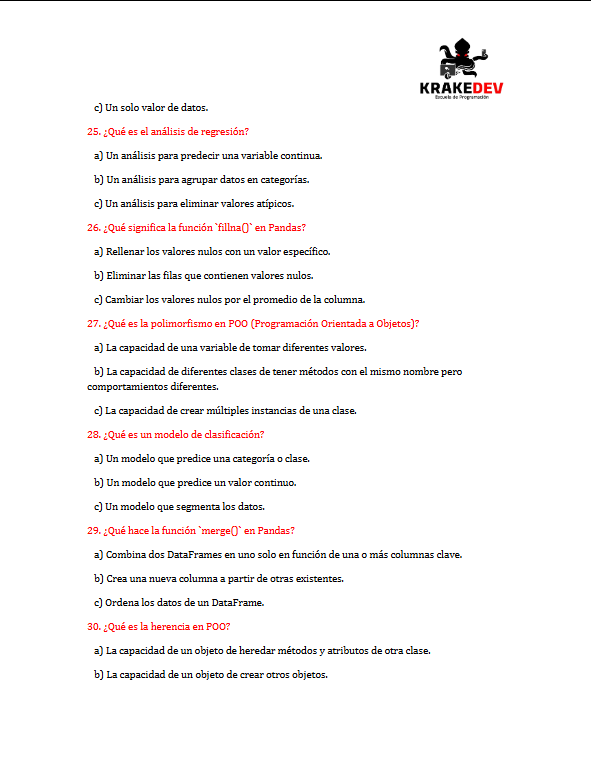 KRAKEDEV
Escuela de Programación
c) Un solo valor de datos.
25. ¿Qué es el análisis de regresión?
a) Un análisis para predecir una variable continua.
b) Un análisis para agrupar datos en categorías.
c) Un análisis para eliminar valores atípicos.
26. ¿Qué significa la función `fillna()` en Pandas?
a) Rellenar los valores nulos con un valor específico.
b) Eliminar las filas que contienen valores nulos.
c) Cambiar los valores nulos por el promedio de la columna.
27. ¿Qué es la polimorfismo en POO (Programación Orientada a Objetos)?
a) La capacidad de una variable de tomar diferentes valores.
b) La capacidad de diferentes clases de tener métodos con el mismo nombre pero
comportamientos diferentes.
c) La capacidad de crear múltiples instancias de una clase.
28. ¿Qué es un modelo de clasificación?
a) Un modelo que predice una categoría o clase.
b) Un modelo que predice un valor continuo.
c) Un modelo que segmenta los datos.
29. ¿Qué hace la función `merge()` en Pandas?
a) Combina dos DataFrames en uno solo en función de una o más columnas clave.
b) Crea una nueva columna a partir de otras existentes.
c) Ordena los datos de un DataFrame.
30. ¿Qué es la herencia en POO?
a) La capacidad de un objeto de heredar métodos y atributos de otra clase.
b) La capacidad de un objeto de crear otros objetos.